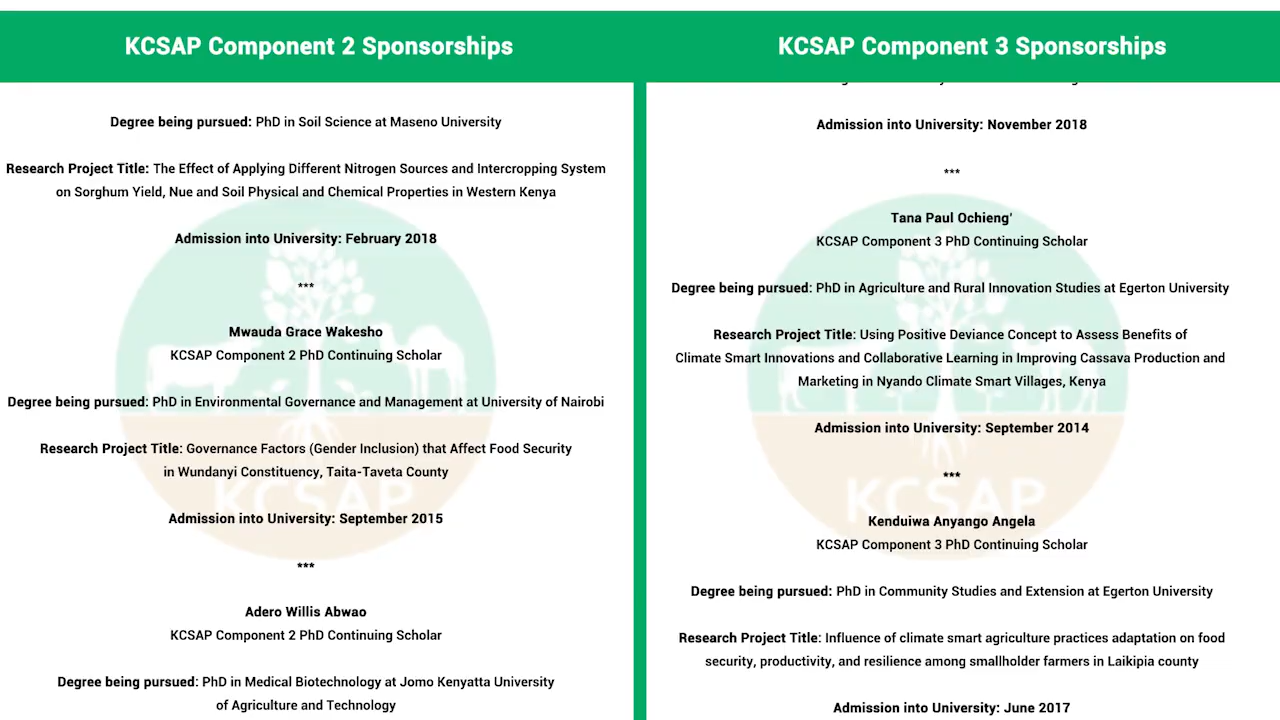 KCSAP Component 2 Sponsorships
Degree being pursued: PhD in Soil Science at Maseno University
Research Project Title: The Effect of Applying Different Nitrogen Sources and Intercropping System
on Sorghum Yield, Nue and Soil Physical and Chemical Properties in Western Kenya
Admission into University: February 2018
***
Mwauda Grace Wakesho
KCSAP Component 2 PhD Continuing Scholar
Degree being pursued: PhD in Environmental Governance and Management at University of Nairobi
Research Project Title: Governance Factors (Gender Inclusion) that Affect Food Security
in Wundanyi Constituency, Taita-Taveta County
Admission into University: September 2015
***
Adero Willis Abwao
KCSAP Component 2 PhD Continuing Scholar
Degree being pursued: PhD in Medical Biotechnology at Jomo Kenyatta University
of Agriculture and Technology
KCSAP
KCSAP Component 3 Sponsorships
Admission into University: November 2018
***
Tana Paul Ochieng’
KCSAP Component 3 PhD Continuing Scholar
Degree being pursued: PhD in Agriculture and Rural Innovation Studies at Egerton University
Research Project Title: Using Positive Deviance Concept to Assess Benefits of
Climate Smart Innovations and Collaborative Learning in Improving Cassava Production and
Marketing in Nyando Climate Smart Villages, Kenya
Admission into University: September 2014
***
Kenduiwa Anyango Angela
KCSAP Component 3 PhD Continuing Scholar
Degree being pursued: PhD in Community Studies and Extension at Egerton University
Research Project Title: Influence of climate smart agriculture practices adaptation on food
security, productivity, and resilience among smallholder farmers in Laikipia county
Admission into University: June 2017
KCSAP